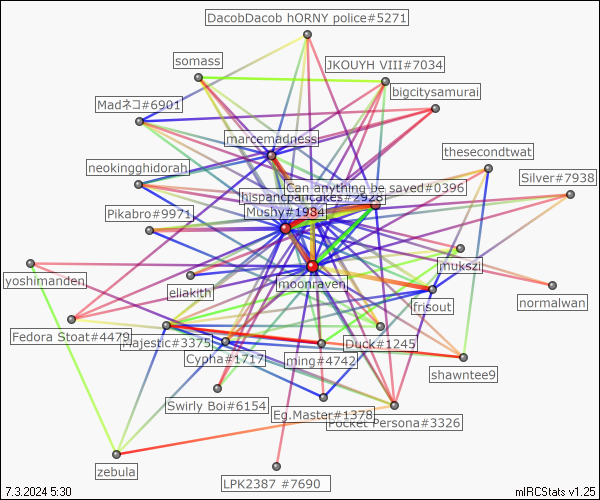 DacobDacob hORNY police#5271
somass
JKOUYH VIII#7034
bigcitysamurai
Madネコ#6901
marcemadness
thesecondtwat
neokingghidorah
Silver#7938
Can anything be saved#0396
hispancpancakes#2928
Mushy#1984
Pikabro#9971
mukszi
yoshimanden
eliakith
moonraven
normalwan
frisout
Fedora Stoat#4479
Majestic#3375
Duck#1245
Cypha#1717
ming#4742
shawntee9
Swirly Boi#6154
Eg.Master#1378
Pocket Persona#3326
zebula
LPK2387 #7690
7.3.2024 5:30
mIRCStats v1.25